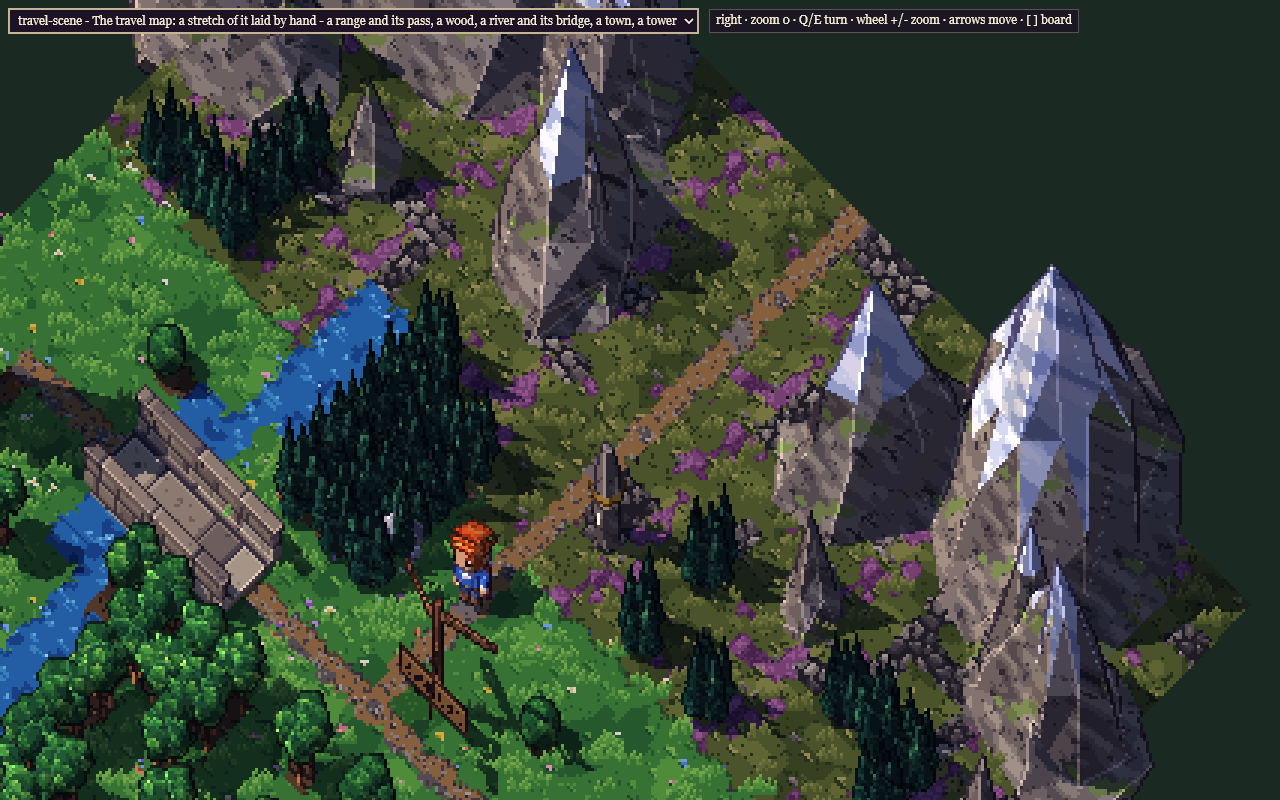 travel-scene - The travel map: a stretch of it laid by hand - a range and its pass, a wood, a river and its bridge, a town, a tower
right · zoom 0 · Q/E turn · wheel +/- zoom · arrows move · [ ] board